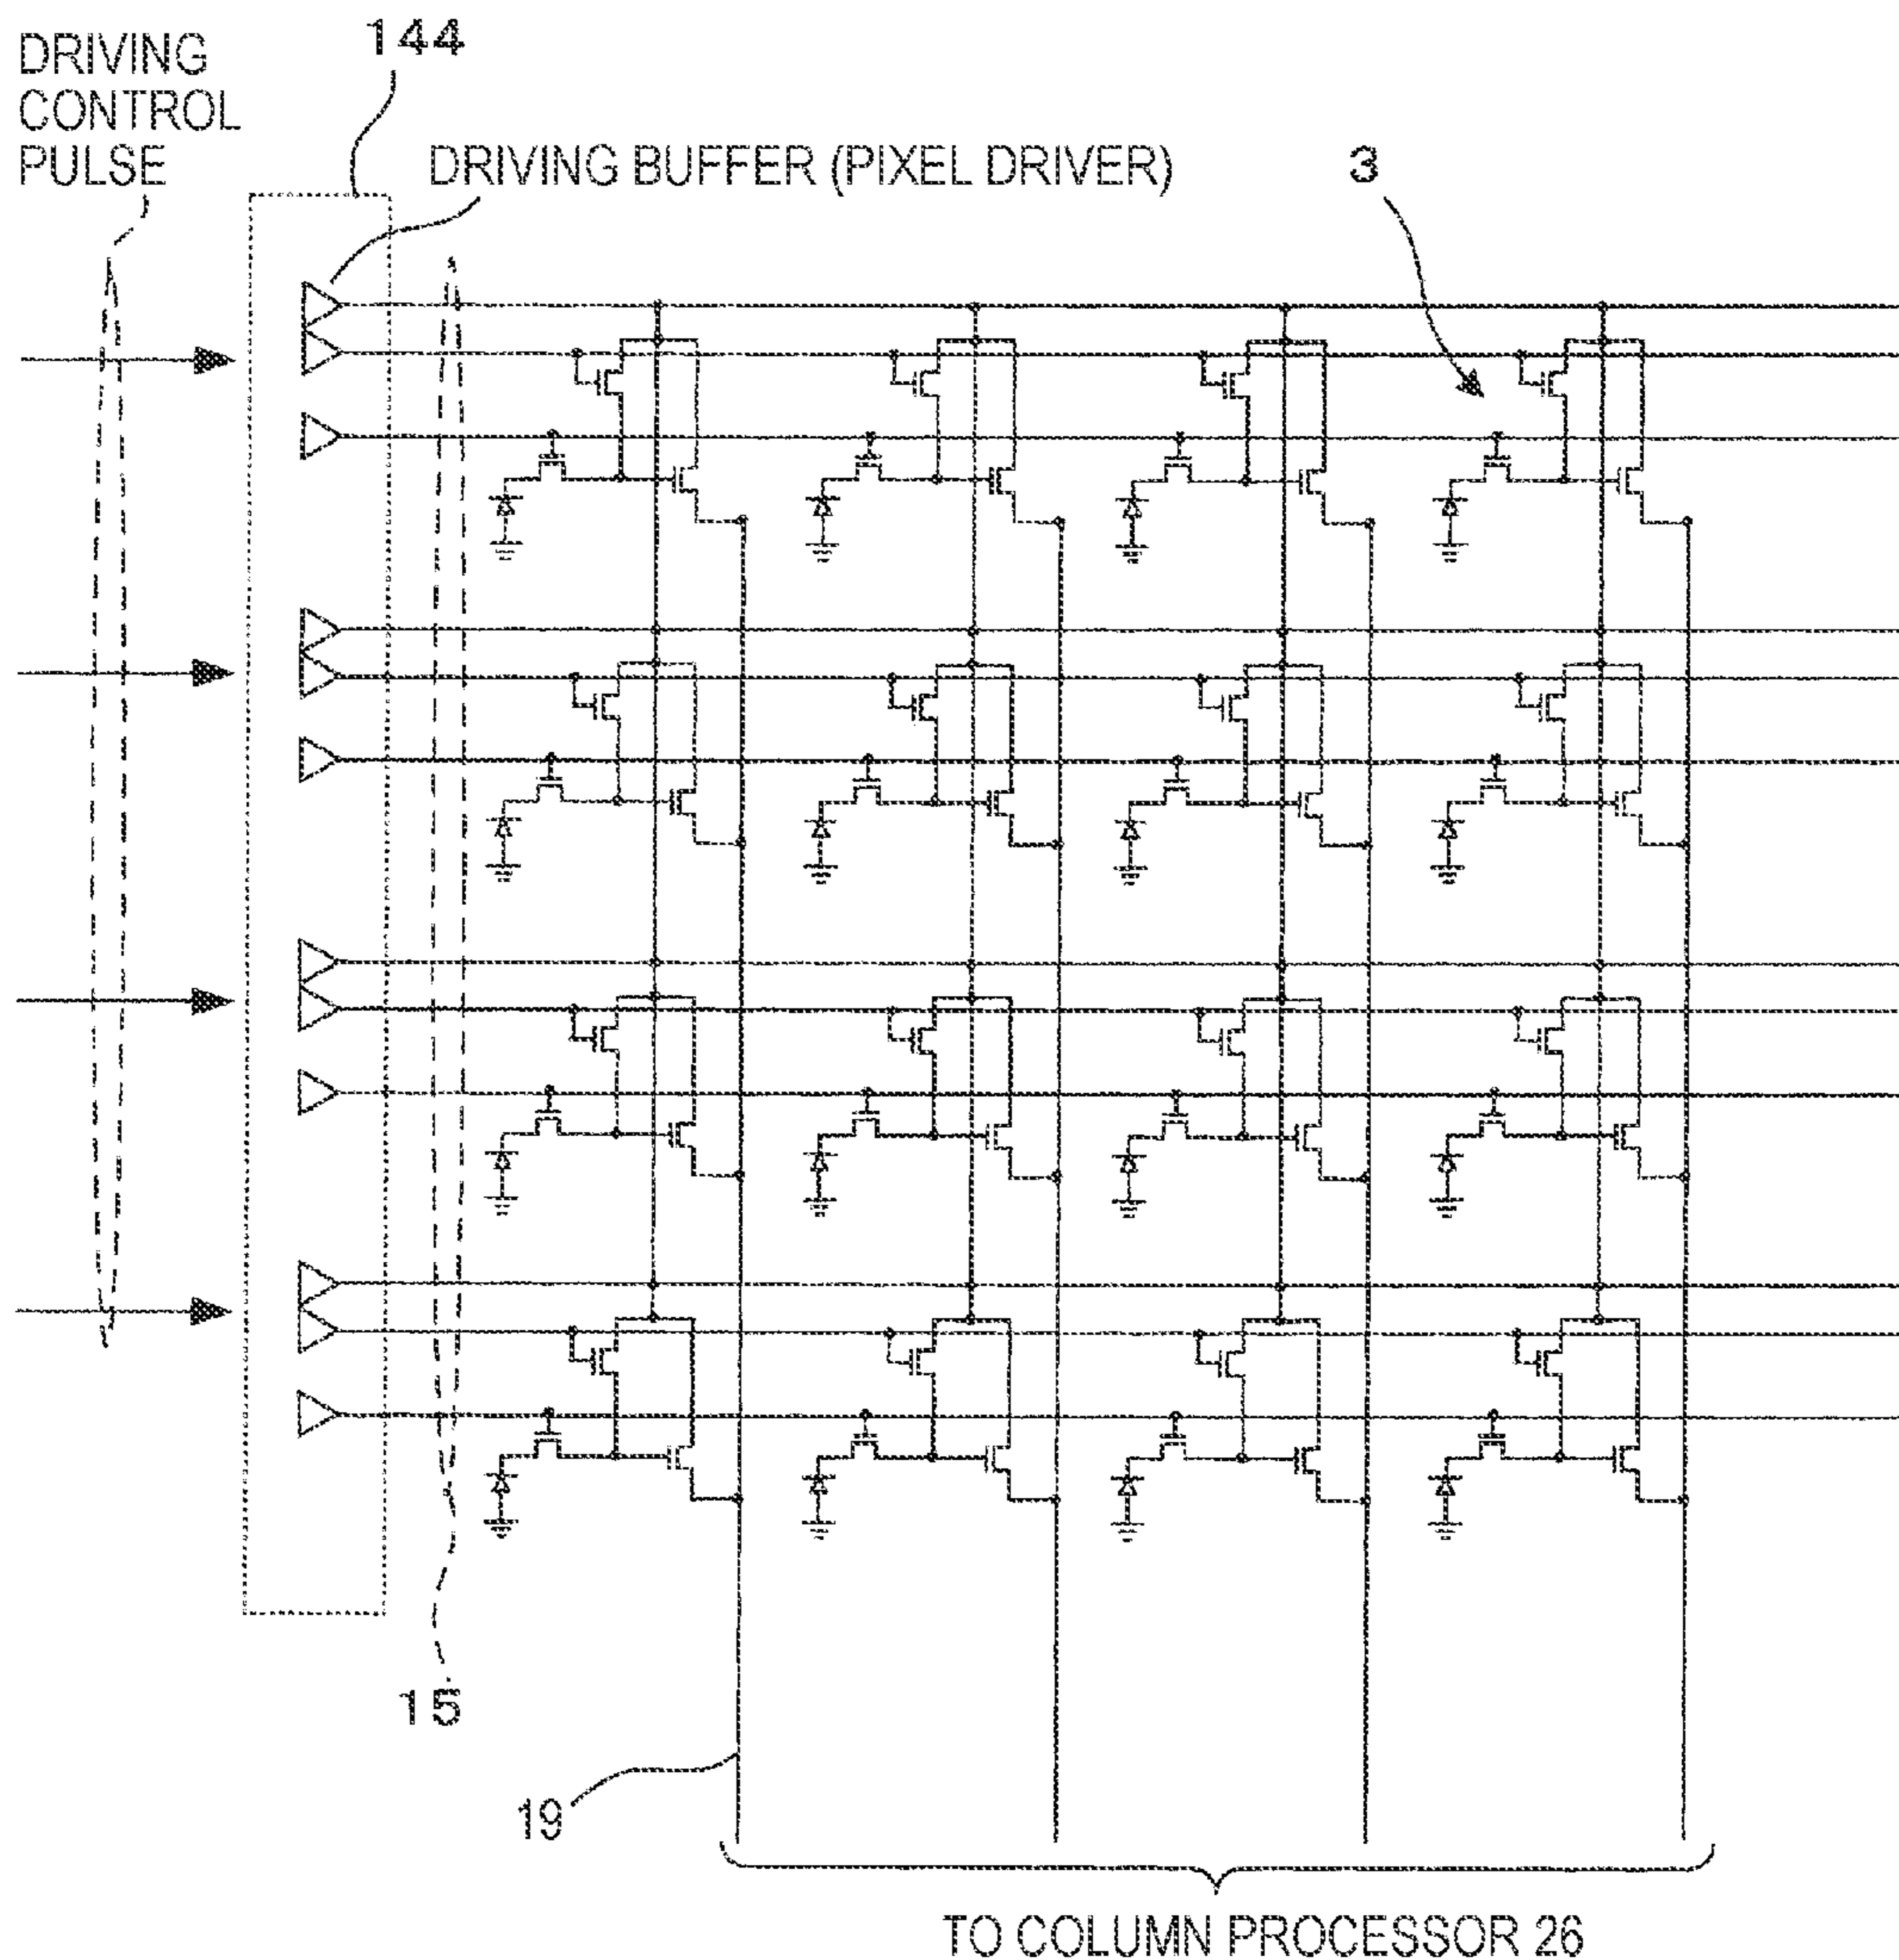 DRIVING
CONTROL
PULSE
144
DRIVING BUFFER (PIXEL DRIVER)
3
15
19
TO COLUMN PROCESSOR 26